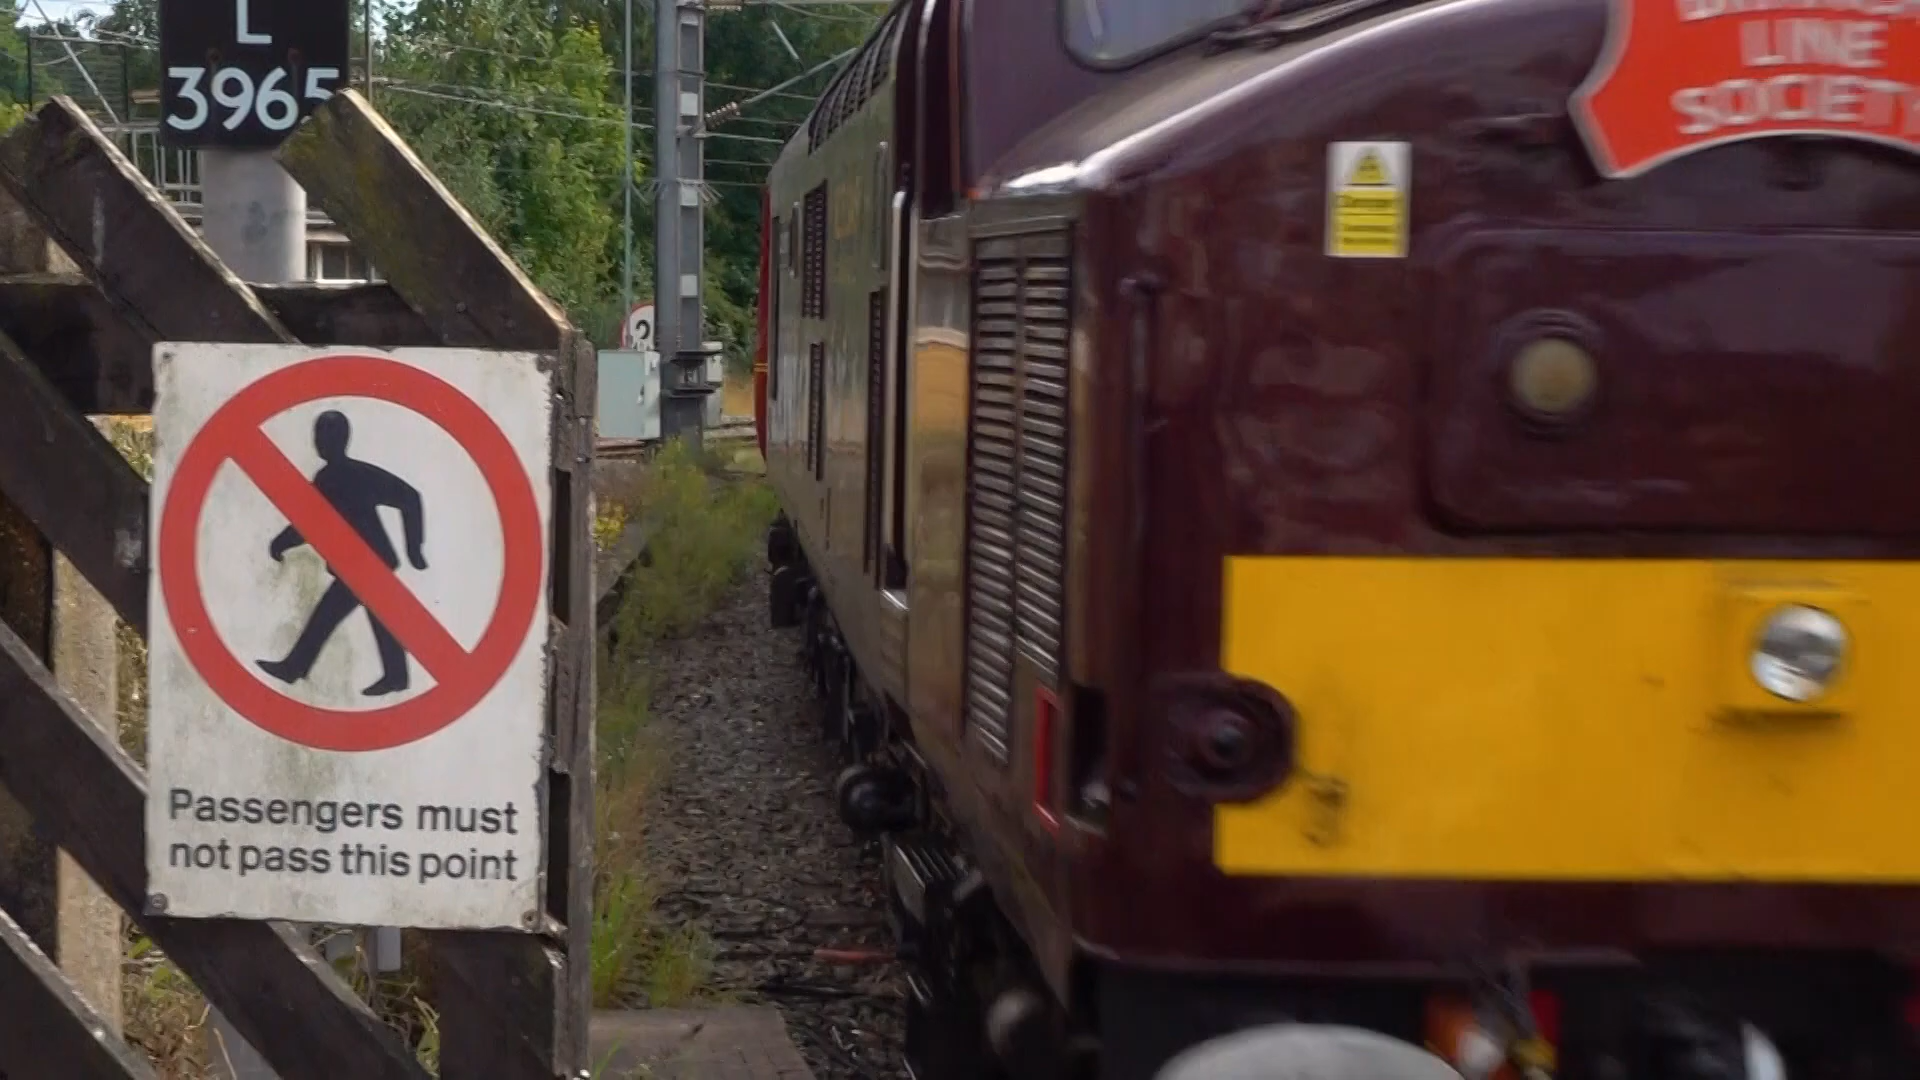 L
3965
LINE
SOCIETY
Passengers must
not pass this point